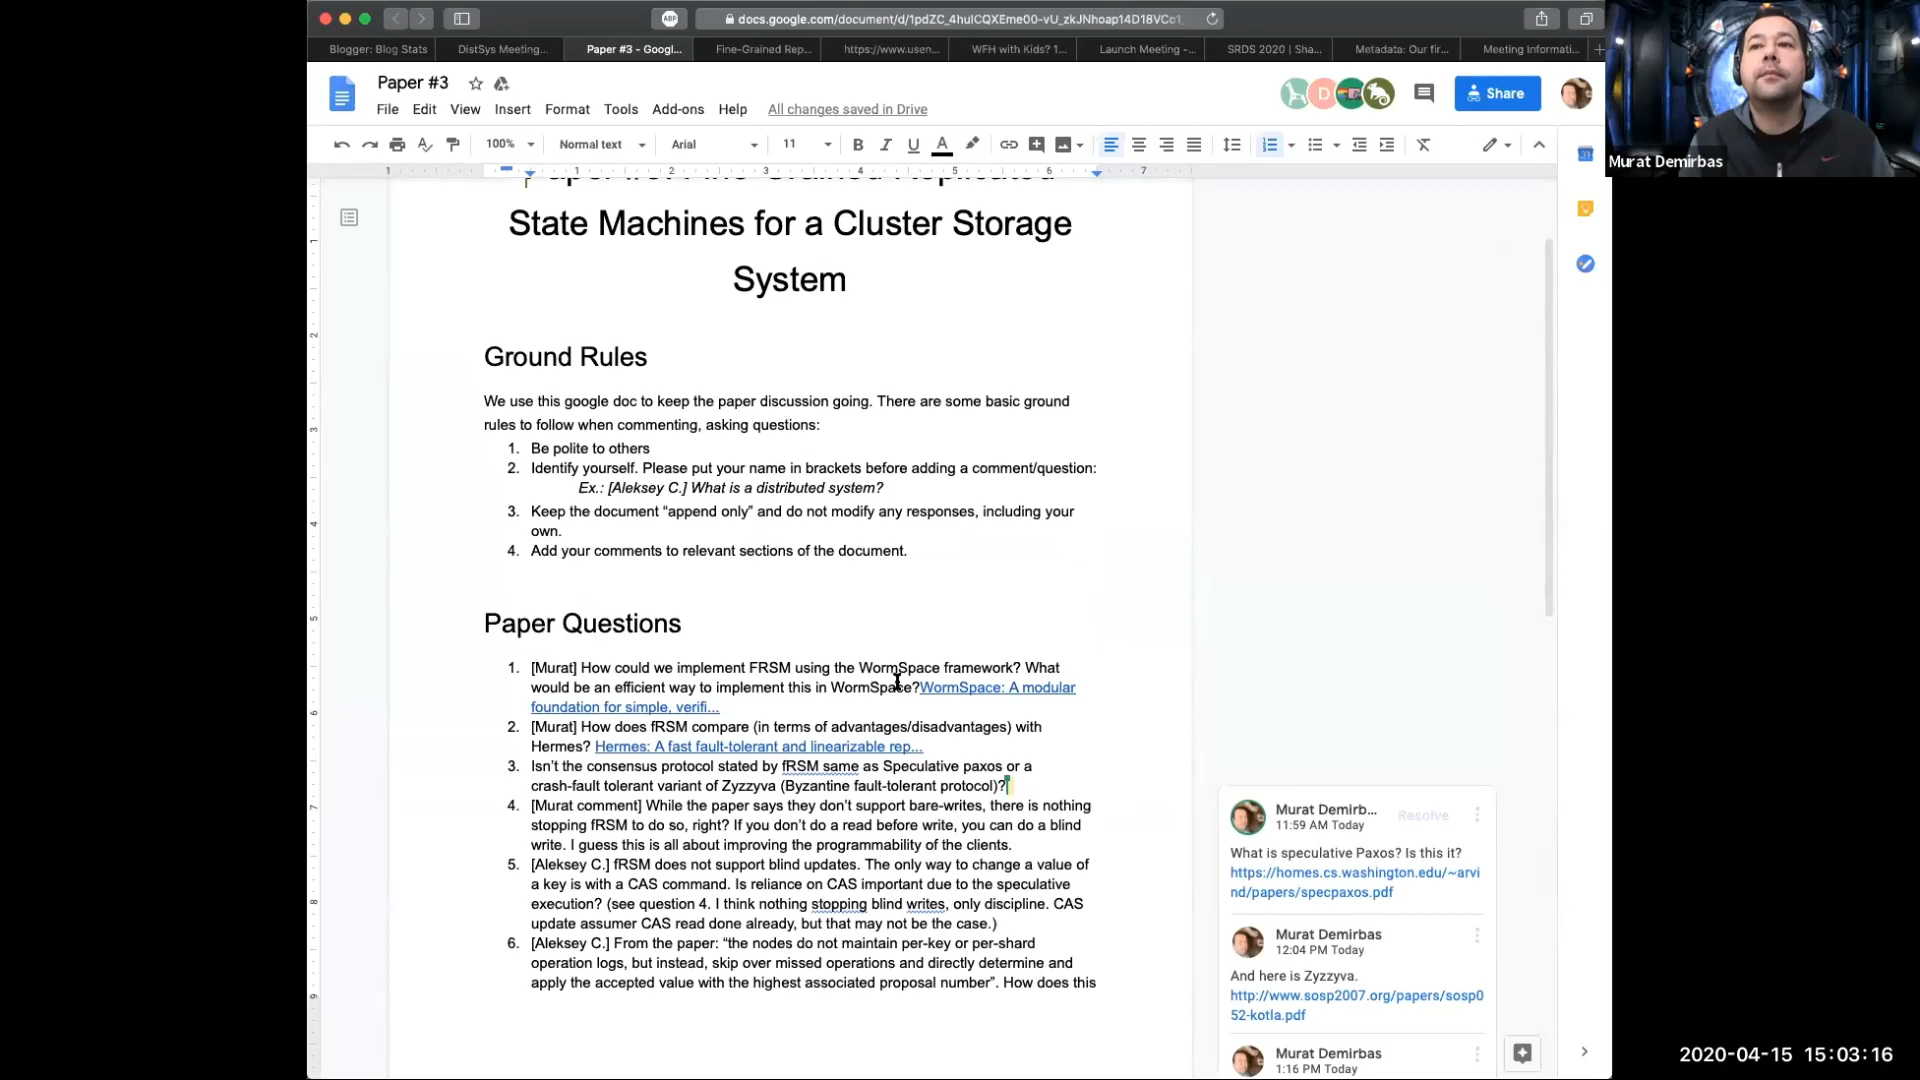 docs.google.com/document/d/1pdZC_4hulCQXEme00-vU_zkJNhoap14D18VCo1_
ABP
Blogger: Blog Stats
DistSys Meeting...
Paper #3 - Googl...
Fine-Grained Rep...
https://www.usen...
WFH with Kids? 1...
Launch Meeting -...
SRDS 2020 | Sha...
Metadata: Our fir...
Meeting Informati...
Paper #3
File Edit View Insert Format Tools Add-ons Help All changes saved in Drive
D
Share
100% Normal text Arial 11
B I U A
1 1 2 3 4 5 6 7
Murat Demirbas
31
State Machines for a Cluster Storage
System
Ground Rules
We use this google doc to keep the paper discussion going. There are some basic ground
rules to follow when commenting, asking questions:
1. Be polite to others
2. Identify yourself. Please put your name in brackets before adding a comment/question:
Ex.: [Aleksey C.] What is a distributed system?
3. Keep the document “append only” and do not modify any responses, including your
own.
4. Add your comments to relevant sections of the document.
Paper Questions
1. [Murat] How could we implement FRSM using the WormSpace framework? What
would be an efficient way to implement this in WormSpace?WormSpace: A modular
foundation for simple, verifi...
2. [Murat] How does fRSM compare (in terms of advantages/disadvantages) with
Hermes? Hermes: A fast fault-tolerant and linearizable rep...
3. Isn’t the consensus protocol stated by fRSM same as Speculative paxos or a
crash-fault tolerant variant of Zyzzyva (Byzantine fault-tolerant protocol)?
4. [Murat comment] While the paper says they don’t support bare-writes, there is nothing
stopping fRSM to do so, right? If you don’t do a read before write, you can do a blind
write. I guess this is all about improving the programmability of the clients.
5. [Aleksey C.] fRSM does not support blind updates. The only way to change a value of
a key is with a CAS command. Is reliance on CAS important due to the speculative
execution? (see question 4. I think nothing stopping blind writes, only discipline. CAS
update assumer CAS read done already, but that may not be the case.)
6. [Aleksey C.] From the paper: “the nodes do not maintain per-key or per-shard
operation logs, but instead, skip over missed operations and directly determine and
apply the accepted value with the highest associated proposal number”. How does this
Murat Demirb...
Resolve
11:59 AM Today
What is speculative Paxos? Is this it?
https://homes.cs.washington.edu/~arvi
nd/papers/specpaxos.pdf
Murat Demirbas
12:04 PM Today
And here is Zyzzyva.
http://www.sosp2007.org/papers/sosp0
52-kotla.pdf
Murat Demirbas
1:16 PM Today
1
2
3
4
5
6
7
8
9
2020-04-15 15:03:16